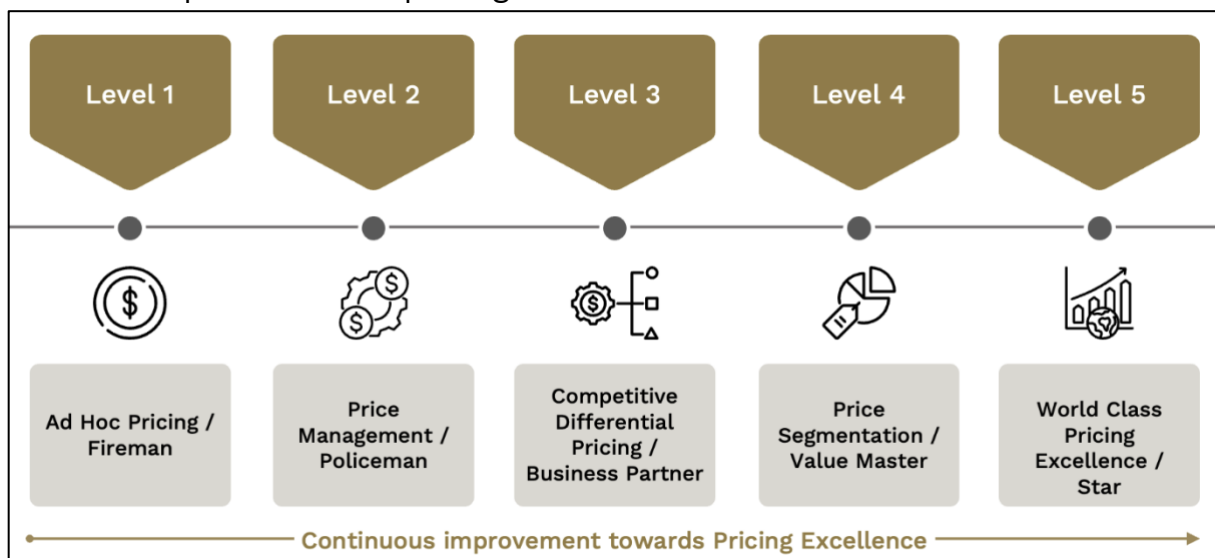 Level 1
Level 2
Level 3
Level 4
Level 5
$
$
$
$
Ad Hoc Pricing /
Fireman
Price
Management /
Policeman
Competitive
Differential
Pricing /
Business Partner
Price
Segmentation /
Value Master
World Class
Pricing
Excellence /
Star
Continuous improvement towards Pricing Excellence